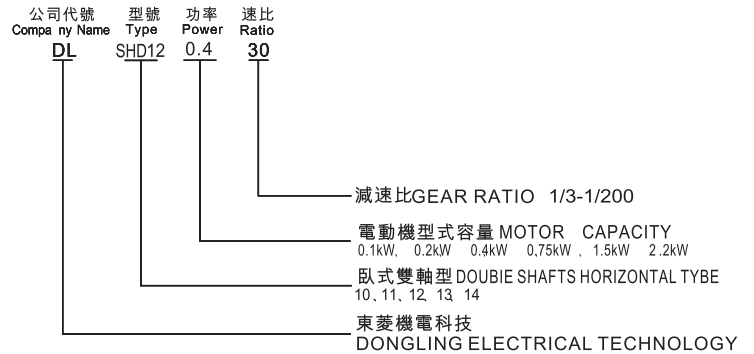 公司代號 型號 功率 速比
Compa ny Name Type Power Ratio
DL SHD12 0.4 30
減速比GEAR RATIO 1/3-1/200
電動機型式容量 MOTOR CAPACITY
0.1kW、 0.2kW 0.4kW 0,75kW 、1.5kW 2.2kW
臥式雙軸型 DOUBIE SHAFTS HORIZONTAL TYBE
10、11、12、13、14
東菱機電科技
DONGLING ELECTRICAL TECHNOLOGY